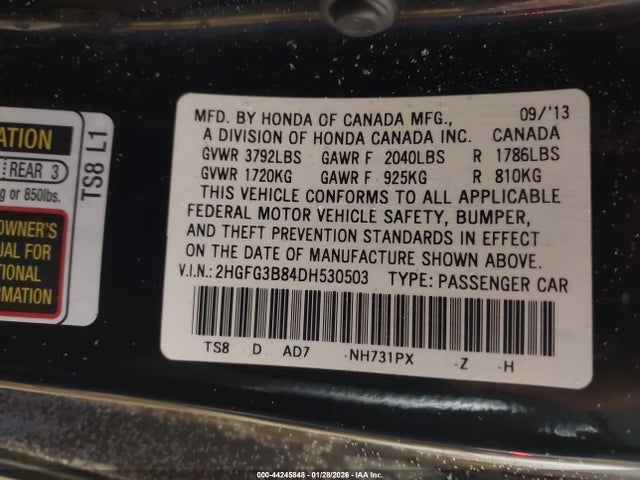 ATION
REAR 3
g or 850lbs.
TS8 L1
OWNER'S
UAL FOR
TIONAL
RMATION
MFD. BY HONDA OF CANADA MFG., 09/'13
A DIVISION OF HONDA CANADA INC. CANADA
GVWR 3792LBS GAWR F 2040LBS R 1786LBS
GVWR 1720KG GAWR F 925KG R 810KG
THIS VEHICLE CONFORMS TO ALL APPLICABLE
FEDERAL MOTOR VEHICLE SAFETY, BUMPER,
AND THEFT PREVENTION STANDARDS IN EFFECT
ON THE DATE OF MANUFACTURE SHOWN ABOVE.
V.I.N.: 2HGFG3B84DH530503 TYPE: PASSENGER CAR
TS8 D AD7 -NH731PX -Z -H
000-44245848 - 01/28/2026 - IAA Inc.